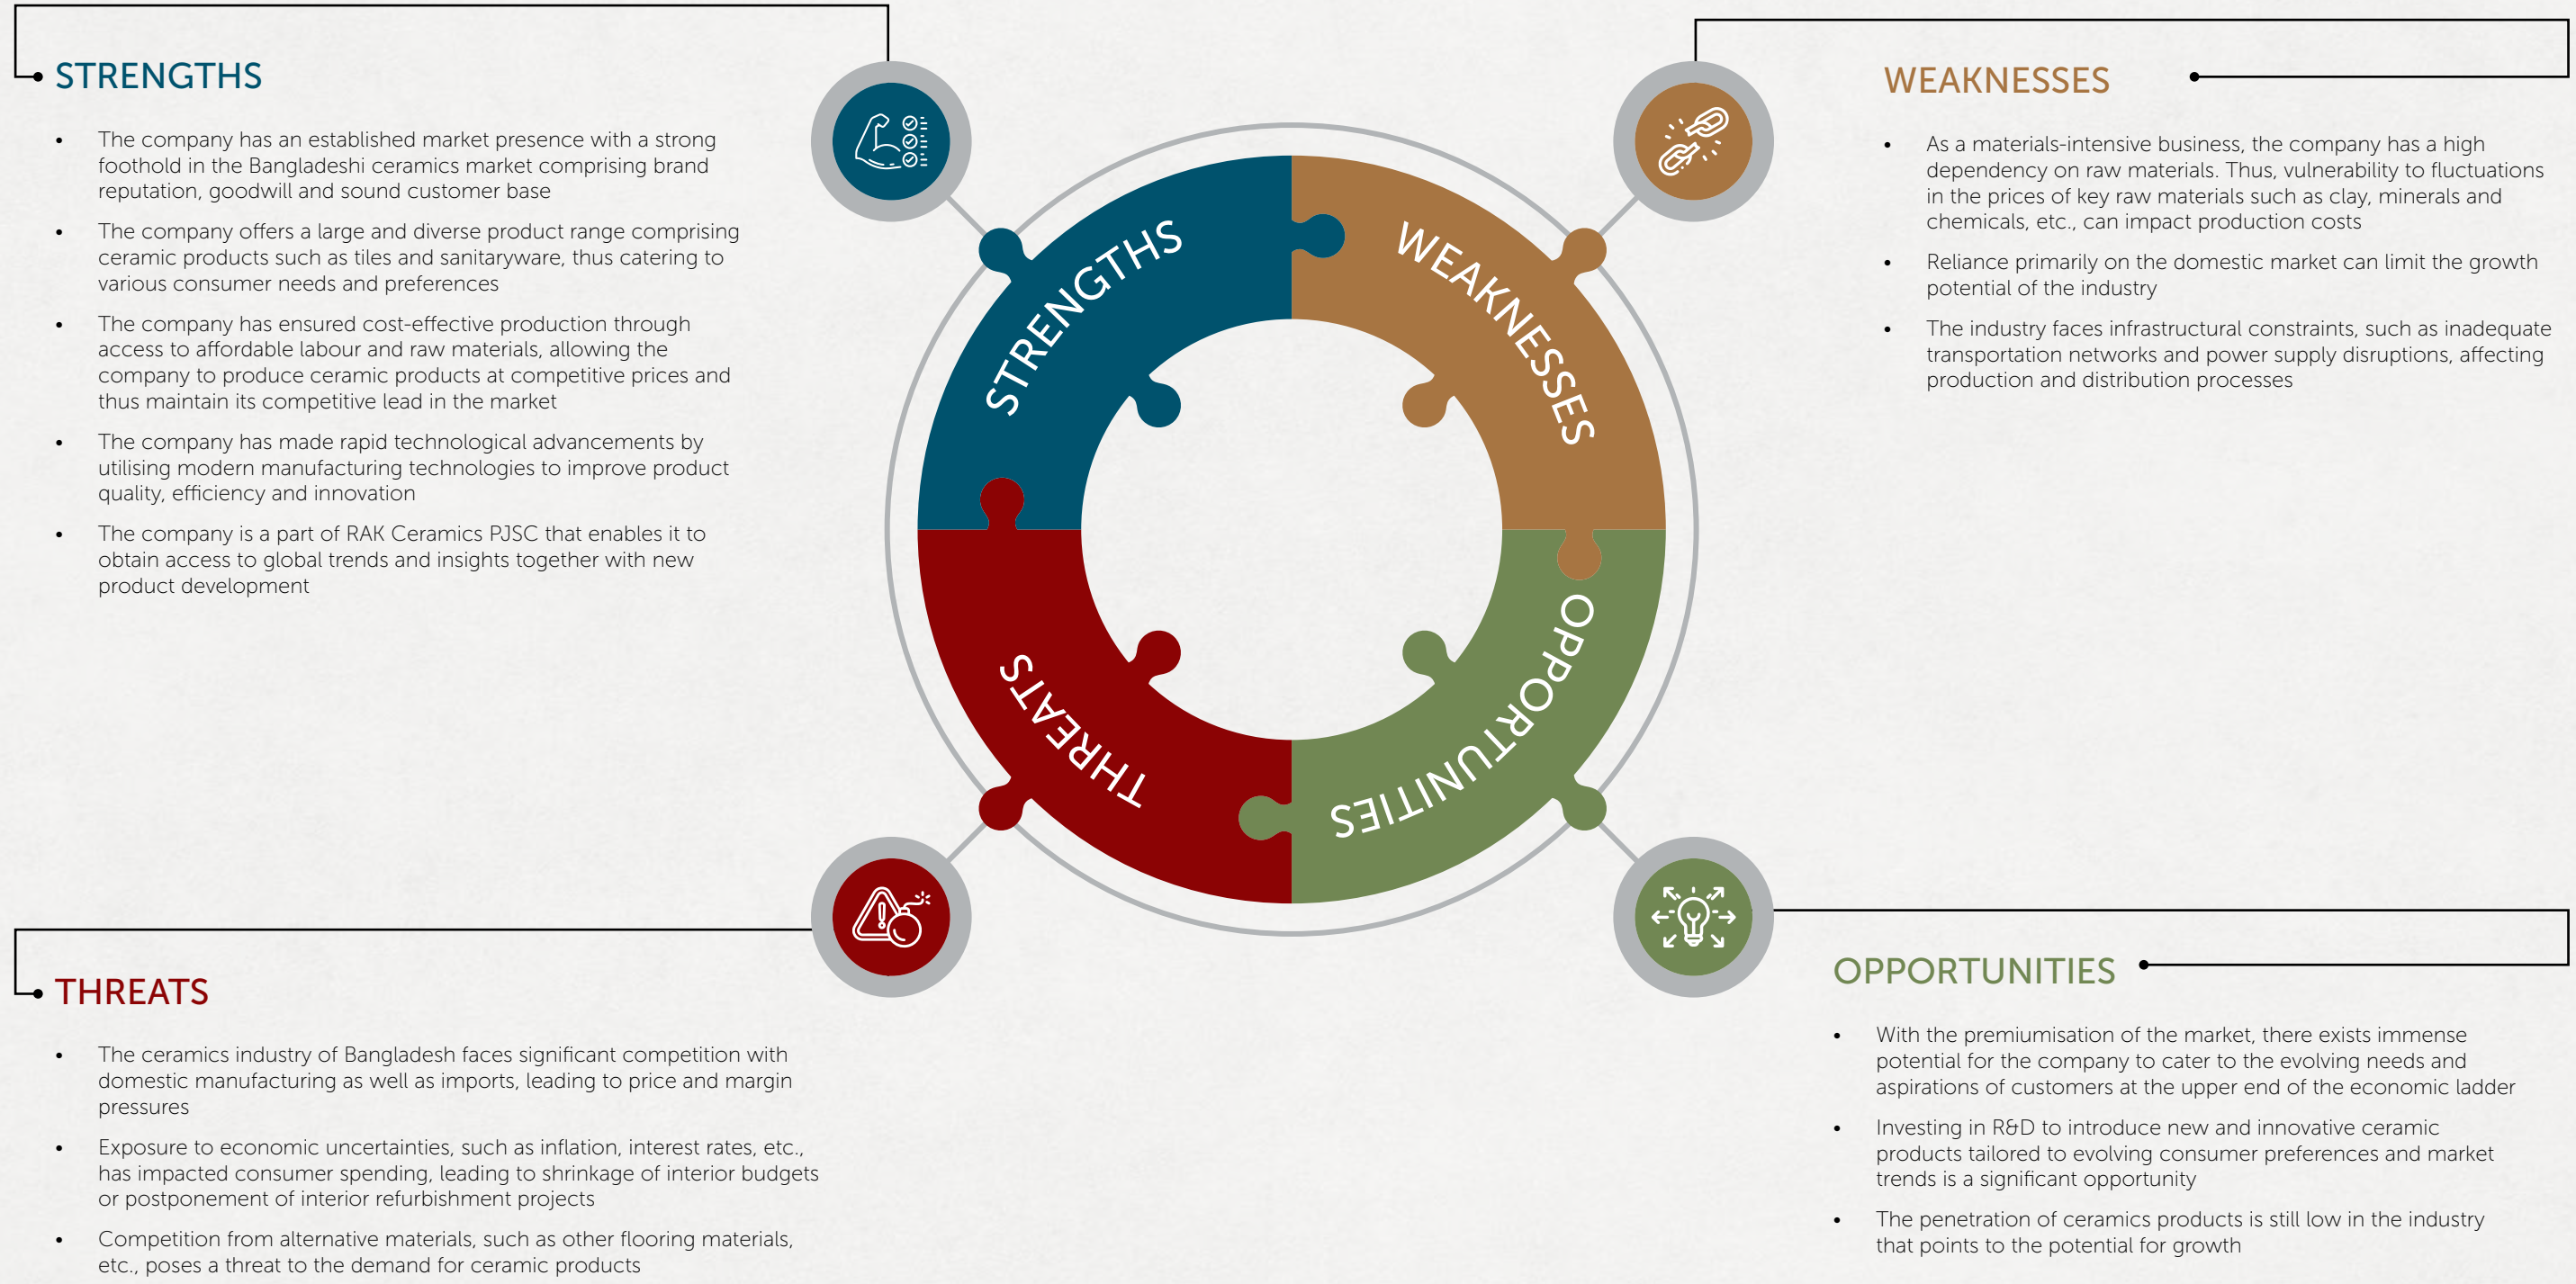 STRENGTHS
• The company has an established market presence with a strong
foothold in the Bangladeshi ceramics market comprising brand
reputation, goodwill and sound customer base
• The company offers a large and diverse product range comprising
ceramic products such as tiles and sanitaryware, thus catering to
various consumer needs and preferences
• The company has ensured cost-effective production through
access to affordable labour and raw materials, allowing the
company to produce ceramic products at competitive prices and
thus maintain its competitive lead in the market
• The company has made rapid technological advancements by
utilising modern manufacturing technologies to improve product
quality, efficiency and innovation
• The company is a part of RAK Ceramics PJSC that enables it to
obtain access to global trends and insights together with new
product development
WEAKNESSES
• As a materials-intensive business, the company has a high
dependency on raw materials. Thus, vulnerability to fluctuations
in the prices of key raw materials such as clay, minerals and
chemicals, etc., can impact production costs
• Reliance primarily on the domestic market can limit the growth
potential of the industry
• The industry faces infrastructural constraints, such as inadequate
transportation networks and power supply disruptions, affecting
production and distribution processes
STRENGTHS
WEAKNESSES
OPPORTUNITIES
THREATS
THREATS
• The ceramics industry of Bangladesh faces significant competition with
domestic manufacturing as well as imports, leading to price and margin
pressures
• Exposure to economic uncertainties, such as inflation, interest rates, etc.,
has impacted consumer spending, leading to shrinkage of interior budgets
or postponement of interior refurbishment projects
• Competition from alternative materials, such as other flooring materials,
etc., poses a threat to the demand for ceramic products
OPPORTUNITIES
• With the premiumisation of the market, there exists immense
potential for the company to cater to the evolving needs and
aspirations of customers at the upper end of the economic ladder
• Investing in R&D to introduce new and innovative ceramic
products tailored to evolving consumer preferences and market
trends is a significant opportunity
• The penetration of ceramics products is still low in the industry
that points to the potential for growth